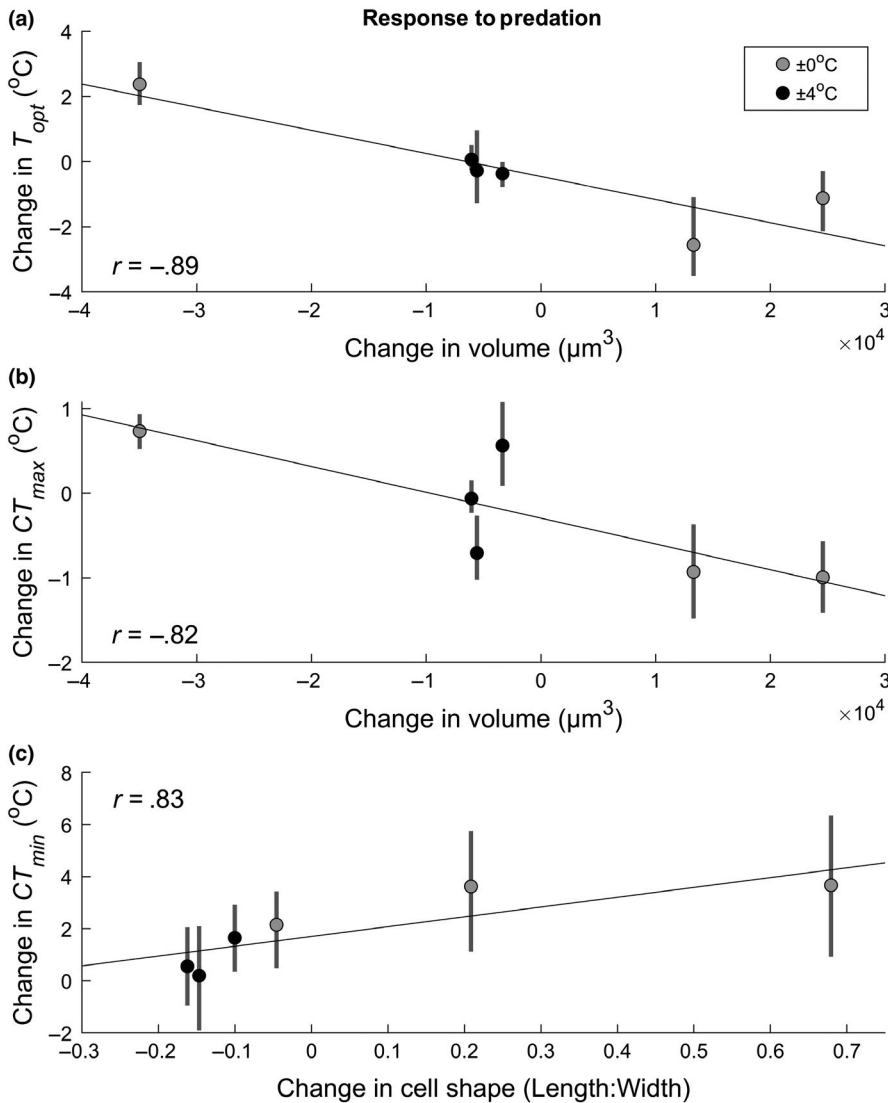 (a)
Response to predation
±0°C
±4°C
Change in T_opt (°C)
4
2
0
−2
−4
r = −.89
−4 −3 −2 −1 0 1 2 3
×10⁴
Change in volume (µm³)
(b)
Change in CT_max (°C)
1
0
−1
−2
r = −.82
−4 −3 −2 −1 0 1 2 3
×10⁴
Change in volume (µm³)
(c)
Change in CT_min (°C)
8
6
4
2
0
−2
r = .83
−0.3 −0.2 −0.1 0 0.1 0.2 0.3 0.4 0.5 0.6 0.7
Change in cell shape (Length:Width)